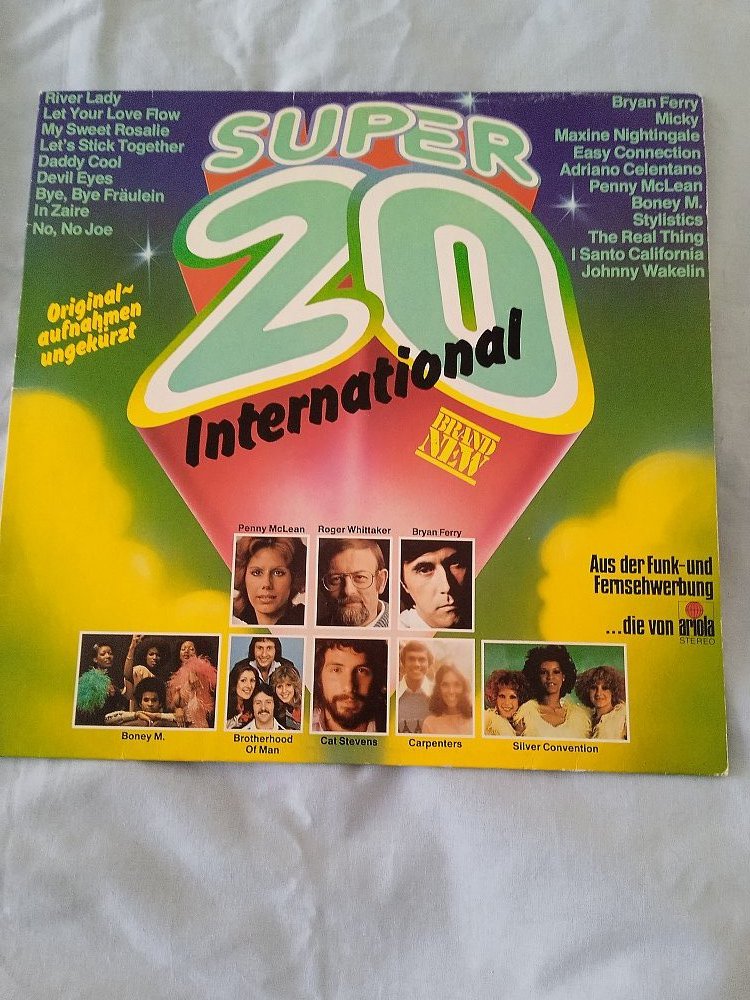 River Lady
Let Your Love Flow
My Sweet Rosalie
Let's Stick Together
Daddy Cool
Devil Eyes
Bye, Bye Fräulein
In Zaire
No, No Joe
SUPER
20
International
BRAND
NEW
Bryan Ferry
Micky
Maxine Nightingale
Easy Connection
Adriano Celentano
Penny McLean
Boney M.
Stylistics
The Real Thing
I Santo California
Johnny Wakelin
Original~
aufnahmen
ungekürzt
Penny McLean
Roger Whittaker
Bryan Ferry
Aus der Funk-und
Fernsehwerbung
...die von ariola
STEREO
Boney M.
Brotherhood
Of Man
Cat Stevens
Carpenters
Silver Convention